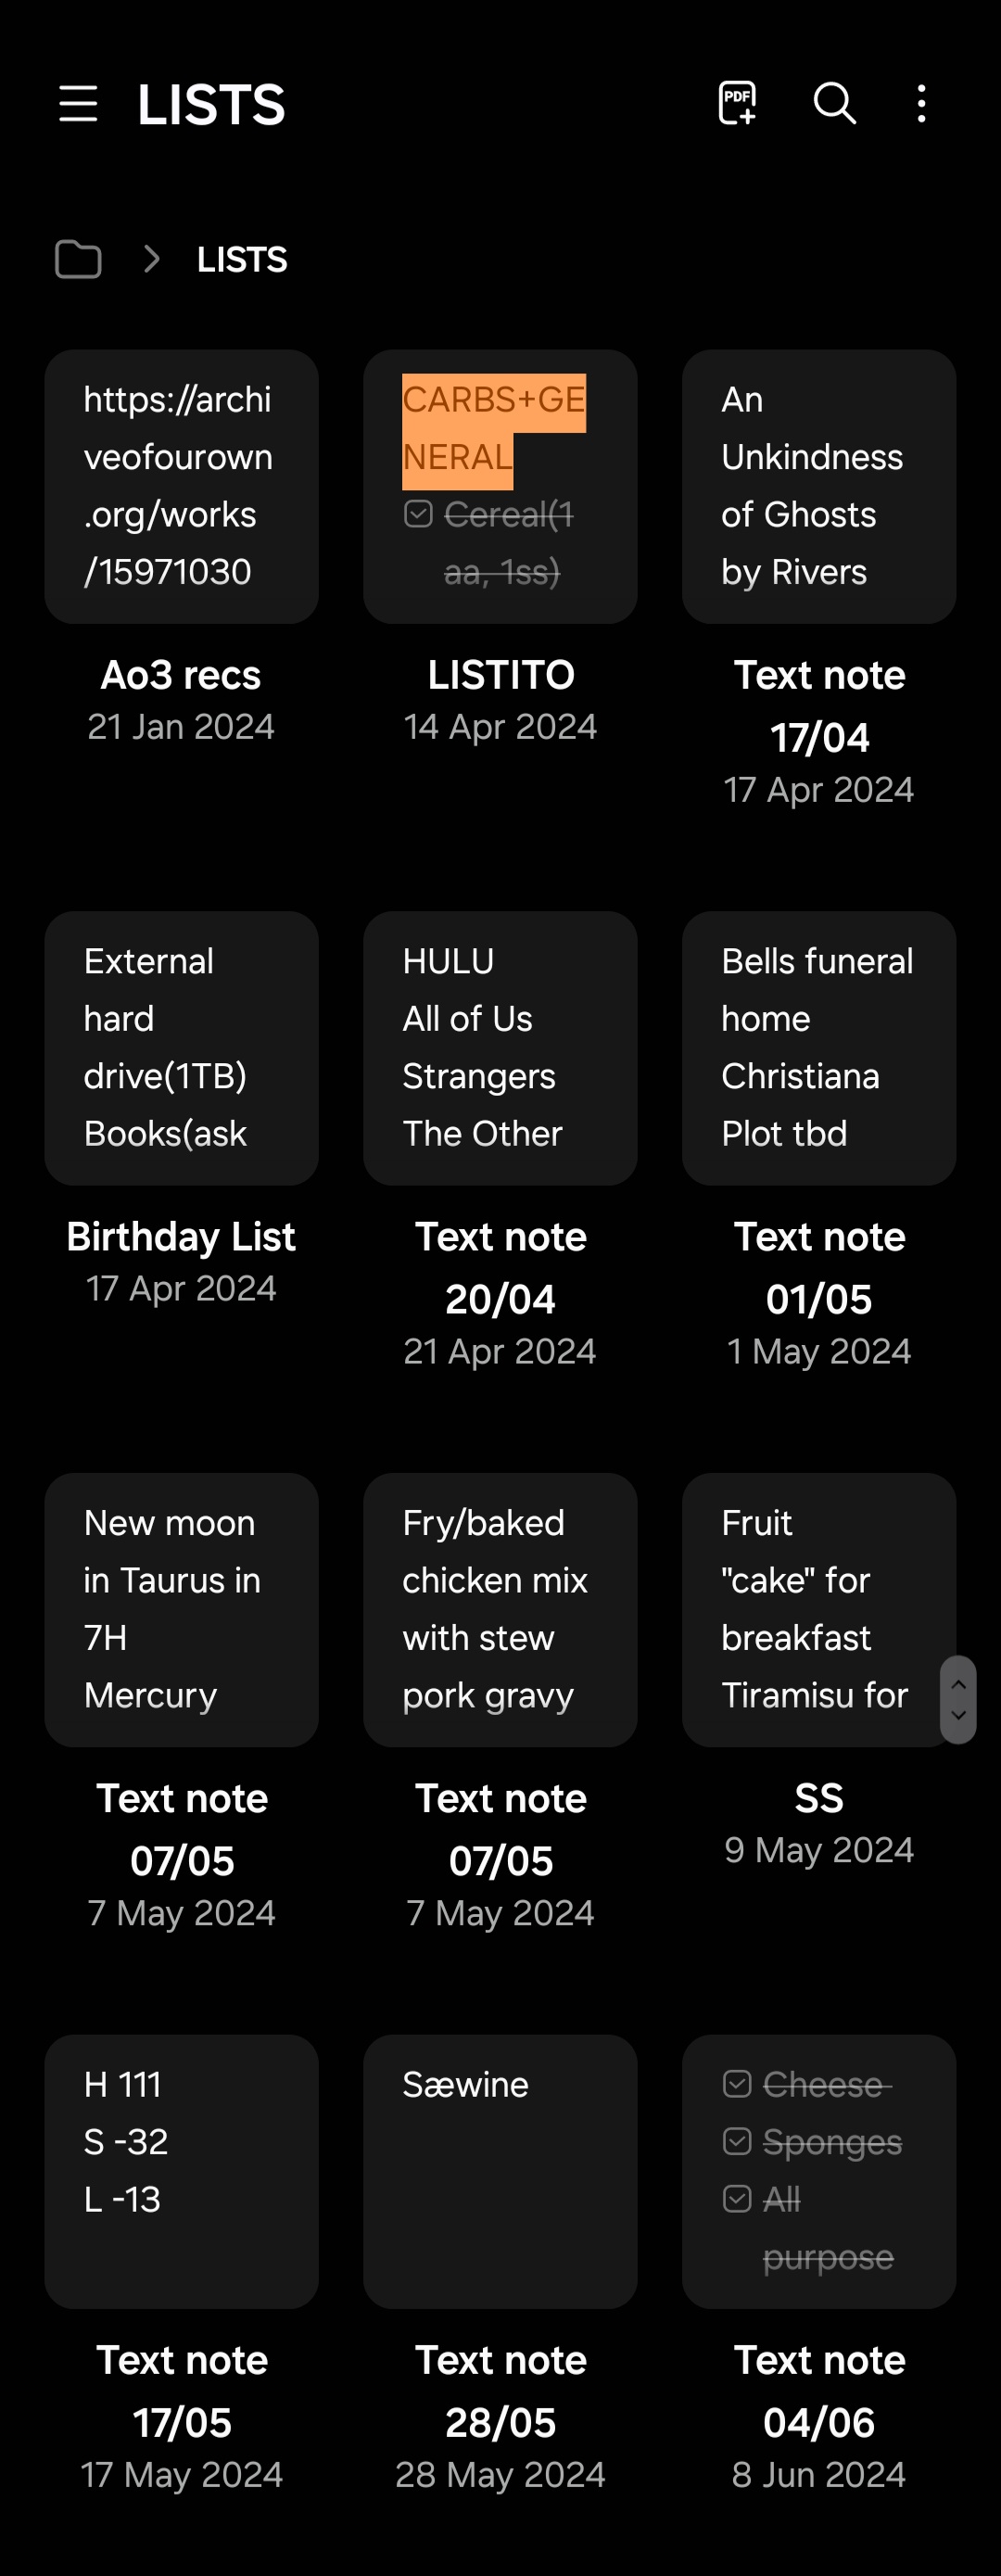 LISTS
PDF
LISTS
https://archi
veofourown
.org/works
/15971030
Ao3 recs
21 Jan 2024
CARBS+GE
NERAL
Cereal(1
aa, 1ss)
LISTITO
14 Apr 2024
An
Unkindness
of Ghosts
by Rivers
Text note
17/04
17 Apr 2024
External
hard
drive(1TB)
Books(ask
Birthday List
17 Apr 2024
HULU
All of Us
Strangers
The Other
Text note
20/04
21 Apr 2024
Bells funeral
home
Christiana
Plot tbd
Text note
01/05
1 May 2024
New moon
in Taurus in
7H
Mercury
Text note
07/05
7 May 2024
Fry/baked
chicken mix
with stew
pork gravy
Text note
07/05
7 May 2024
Fruit
"cake" for
breakfast
Tiramisu for
SS
9 May 2024
H 111
S -32
L -13
Text note
17/05
17 May 2024
Sæwine
Text note
28/05
28 May 2024
Cheese
Sponges
All
purpose
Text note
04/06
8 Jun 2024